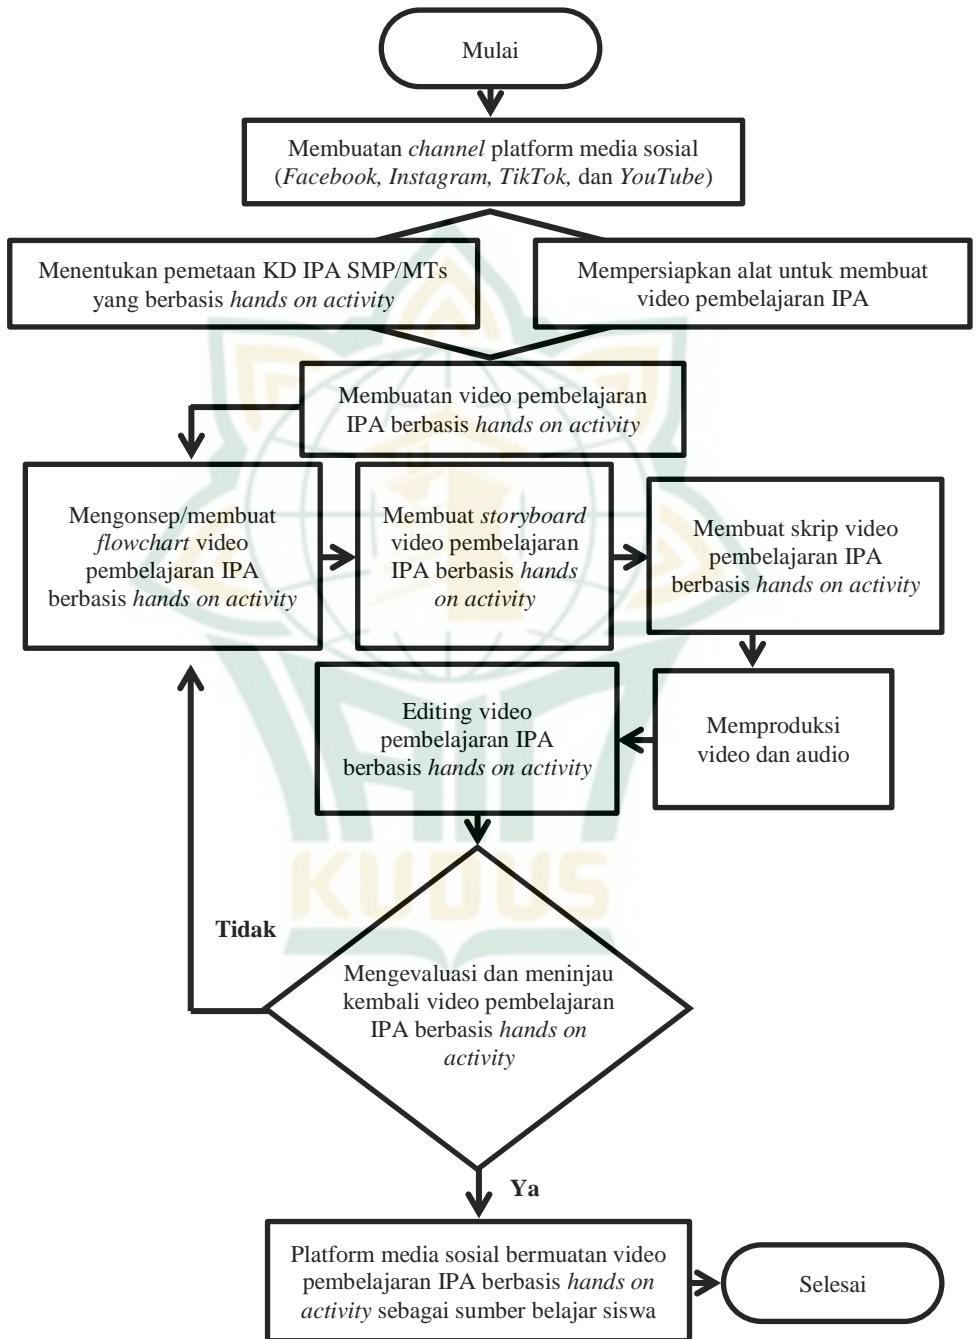 Mulai
Membuatan channel platform media sosial
(Facebook, Instagram, TikTok, dan YouTube)
Menentukan pemetaan KD IPA SMP/MTs
yang berbasis hands on activity
Mempersiapkan alat untuk membuat
video pembelajaran IPA
Membuatan video pembelajaran
IPA berbasis hands on activity
Mengonsep/membuat
flowchart video
pembelajaran IPA
berbasis hands on activity
Membuat storyboard
video pembelajaran
IPA berbasis hands
on activity
Membuat skrip video
pembelajaran IPA
berbasis hands on activity
Memproduksi
video dan audio
Editing video
pembelajaran IPA
berbasis hands on activity
KUDUS
Tidak
Mengevaluasi dan meninjau
kembali video pembelajaran
IPA berbasis hands on
activity
Ya
Platform media sosial bermuatan video
pembelajaran IPA berbasis hands on
activity sebagai sumber belajar siswa
Selesai